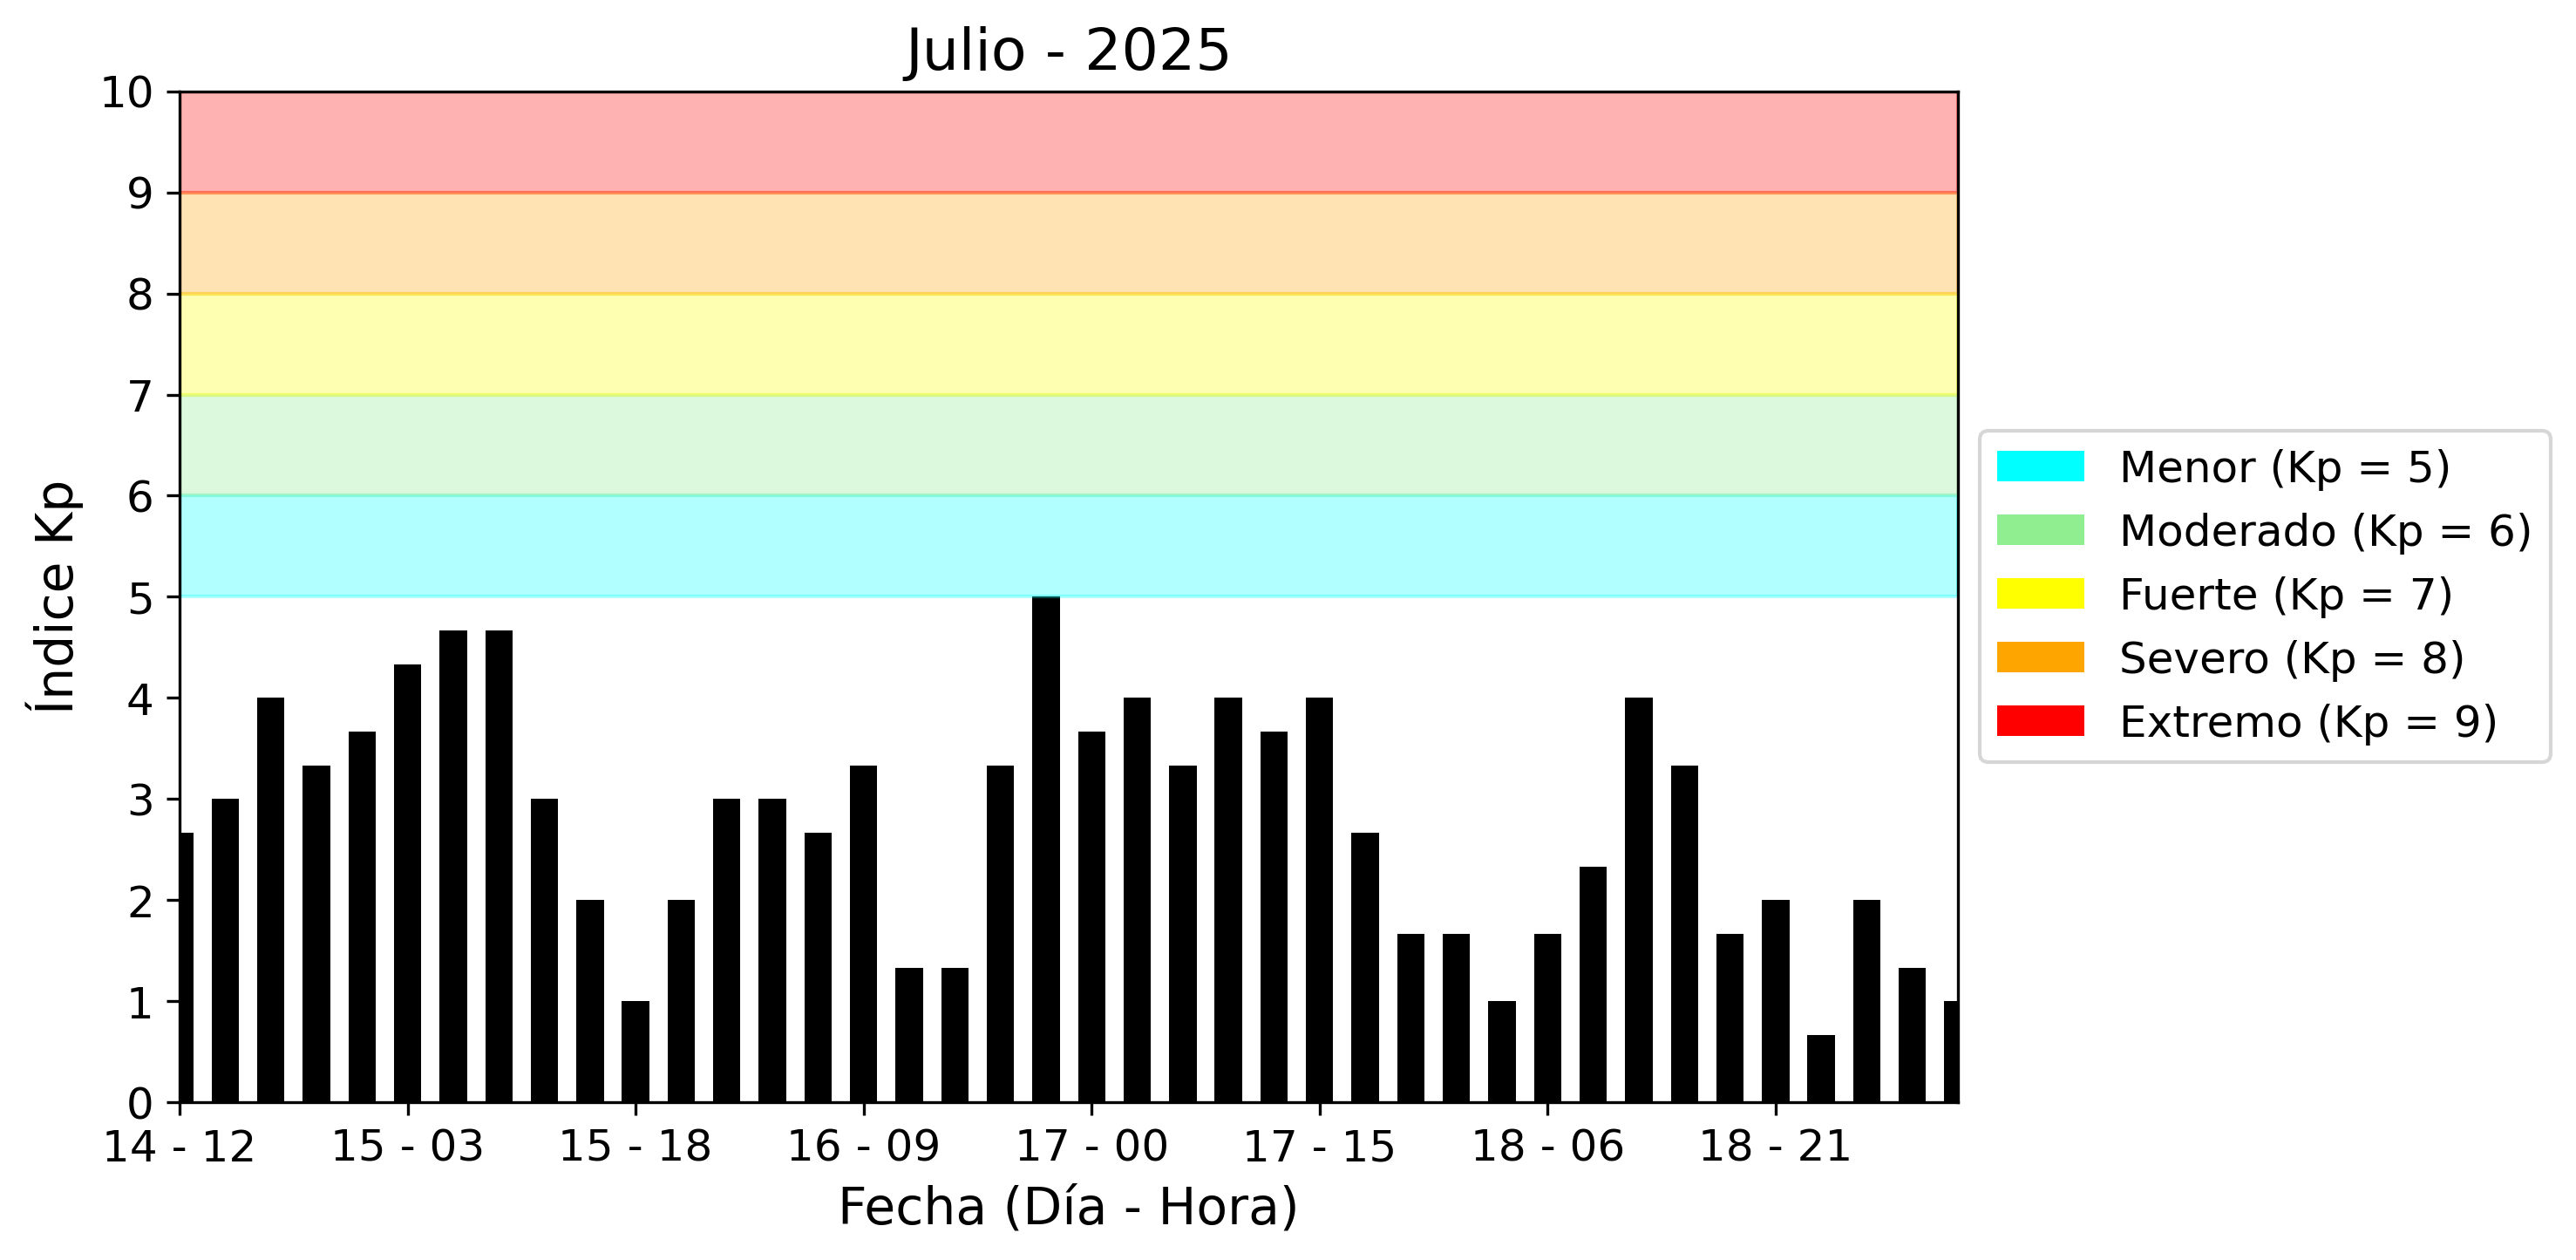 Julio - 2025
10
9
8
7
6
5
4
3
2
1
0
Índice Kp
14 - 12
15 - 03
15 - 18
16 - 09
17 - 00
17 - 15
18 - 06
18 - 21
Fecha (Día - Hora)
Menor (Kp = 5)
Moderado (Kp = 6)
Fuerte (Kp = 7)
Severo (Kp = 8)
Extremo (Kp = 9)